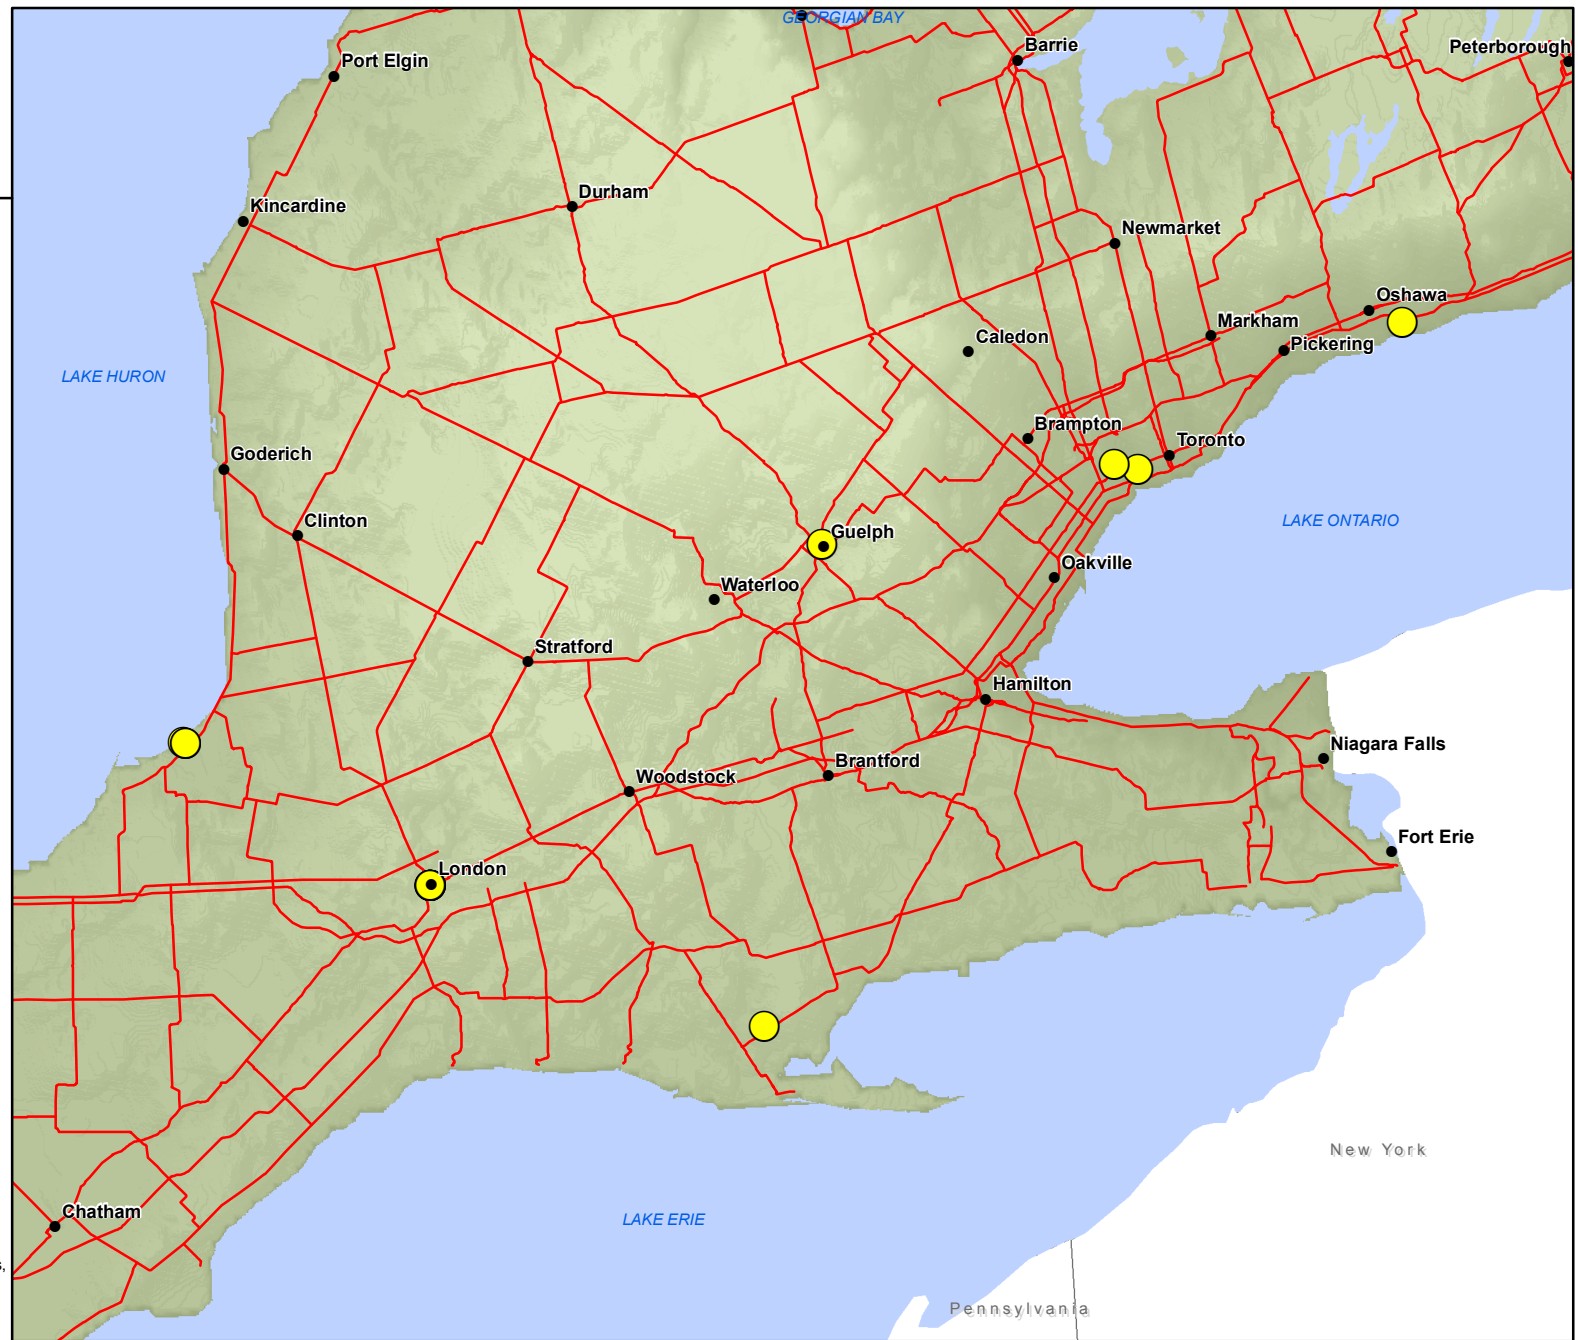 GEORGIAN BAY
Barrie
Peterborough
Port Elgin
Durham
Kincardine
Newmarket
Oshawa
Markham
Caledon
Pickering
LAKE HURON
Brampton
Toronto
Goderich
Clinton
LAKE ONTARIO
Guelph
Oakville
Waterloo
Stratford
Hamilton
Niagara Falls
Woodstock
Brantford
Fort Erie
London
New York
Chatham
LAKE ERIE
s,
Pennsylvania